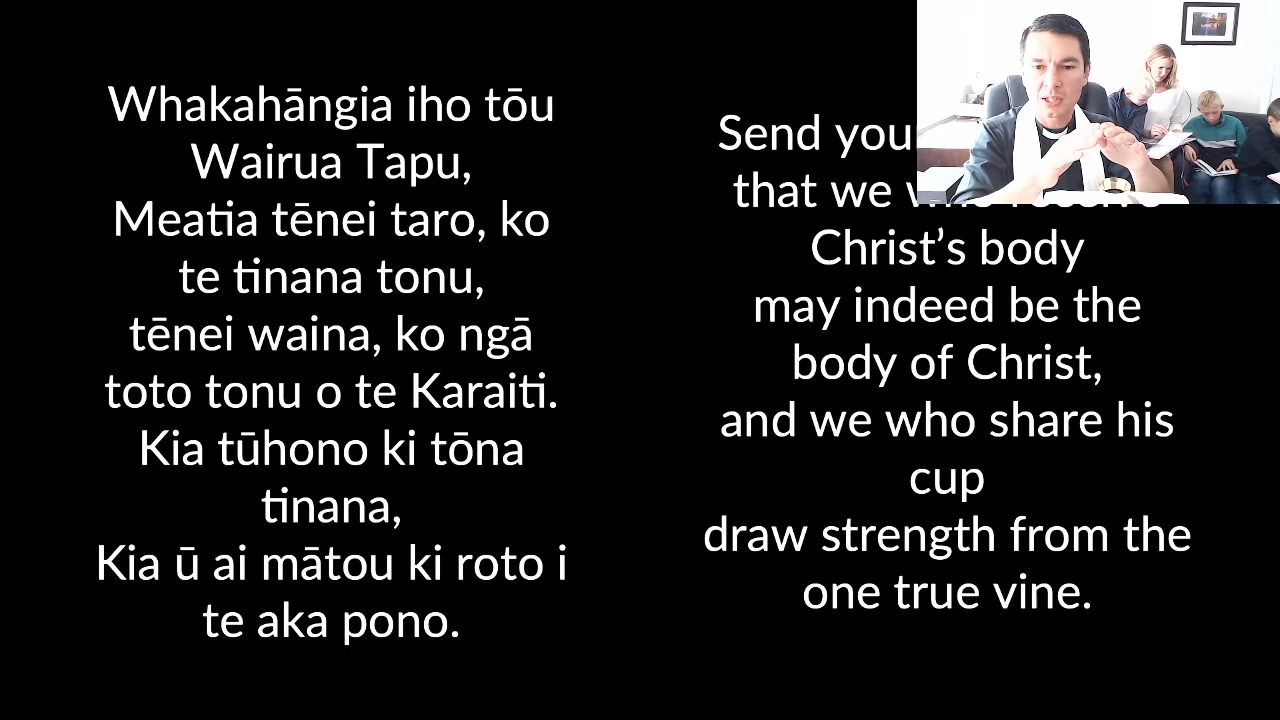 Whakahāngia iho tōu
Wairua Tapu,
Meatia tēnei taro, ko
te tinana tonu,
tēnei waina, ko ngā
toto tonu o te Karaiti.
Kia tūhono ki tōna
tinana,
Kia ū ai mātou ki roto i
te aka pono.
Send
that we
Christ’s body
may indeed be the
body of Christ,
and we who share his
cup
draw strength from the
one true vine.